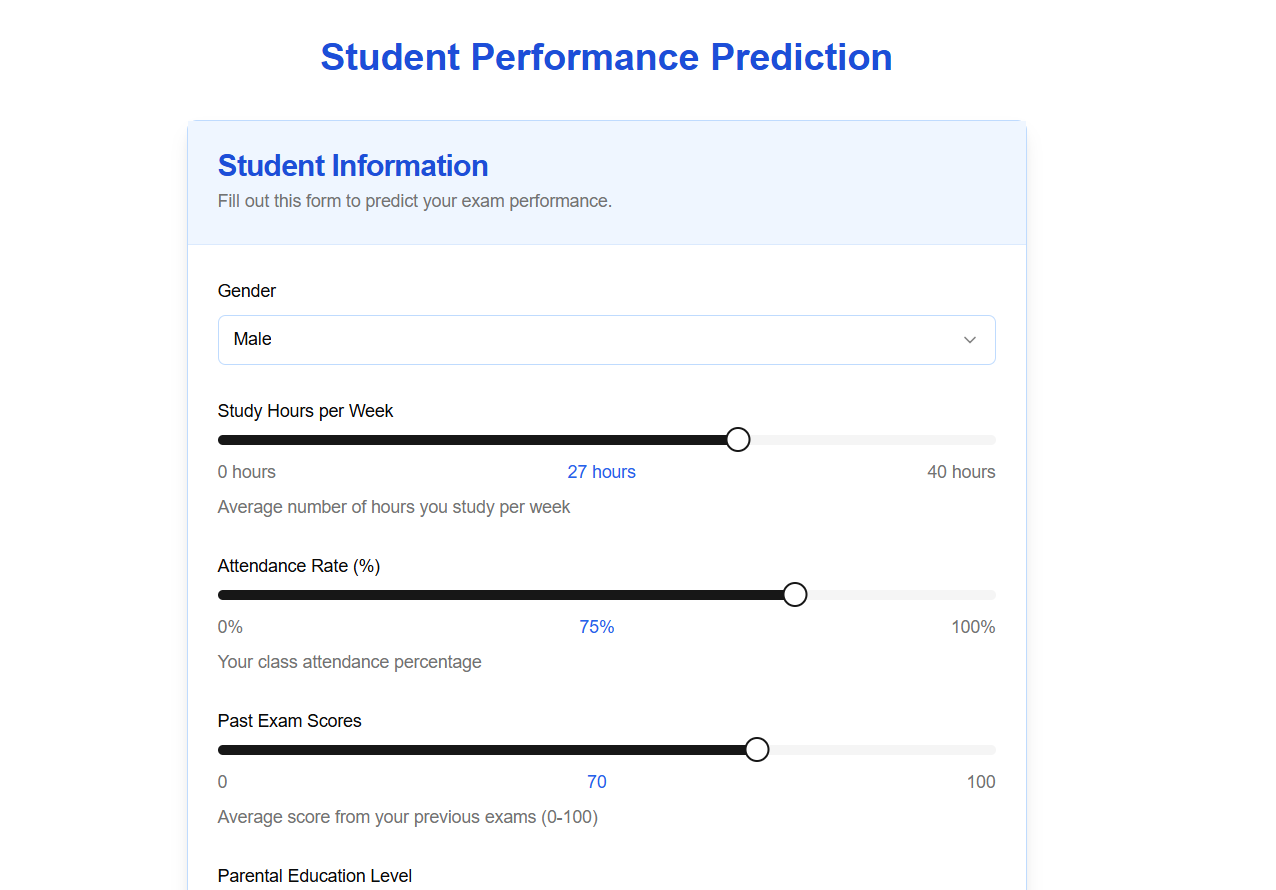 Student Performance Prediction
Student Information
Fill out this form to predict your exam performance.
Gender
Male
Study Hours per Week
0 hours 27 hours 40 hours
Average number of hours you study per week
Attendance Rate (%)
0% 75% 100%
Your class attendance percentage
Past Exam Scores
0 70 100
Average score from your previous exams (0-100)
Parental Education Level